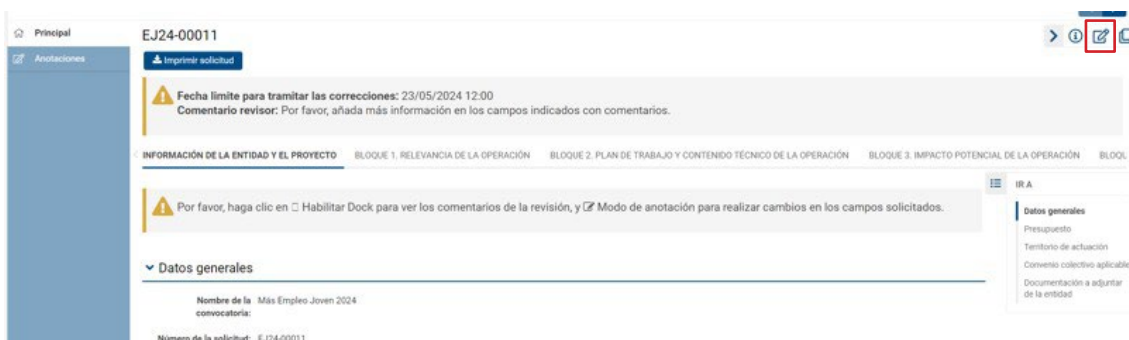 Principal
Anotaciones
EJ24-00011
Imprimir solicitud
Fecha límite para tramitar las correcciones: 23/05/2024 12:00
Comentario revisor: Por favor, añada más información en los campos indicados con comentarios.
INFORMACIÓN DE LA ENTIDAD Y EL PROYECTO BLOQUE 1. RELEVANCIA DE LA OPERACIÓN BLOQUE 2. PLAN DE TRABAJO Y CONTENIDO TÉCNICO DE LA OPERACIÓN BLOQUE 3. IMPACTO POTENCIAL DE LA OPERACIÓN BLOQL
IR A
Por favor, haga clic en Habilitar Dock para ver los comentarios de la revisión, y Modo de anotación para realizar cambios en los campos solicitados.
Datos generales
Presupuesto
Territorio de actuación
Convenio colectivo aplicable
Documentación a adjuntar
de la entidad
Datos generales
Nombre de la Más Empleo Joven 2024
convocatoria:
Número de la solicitud: EJ24-00011